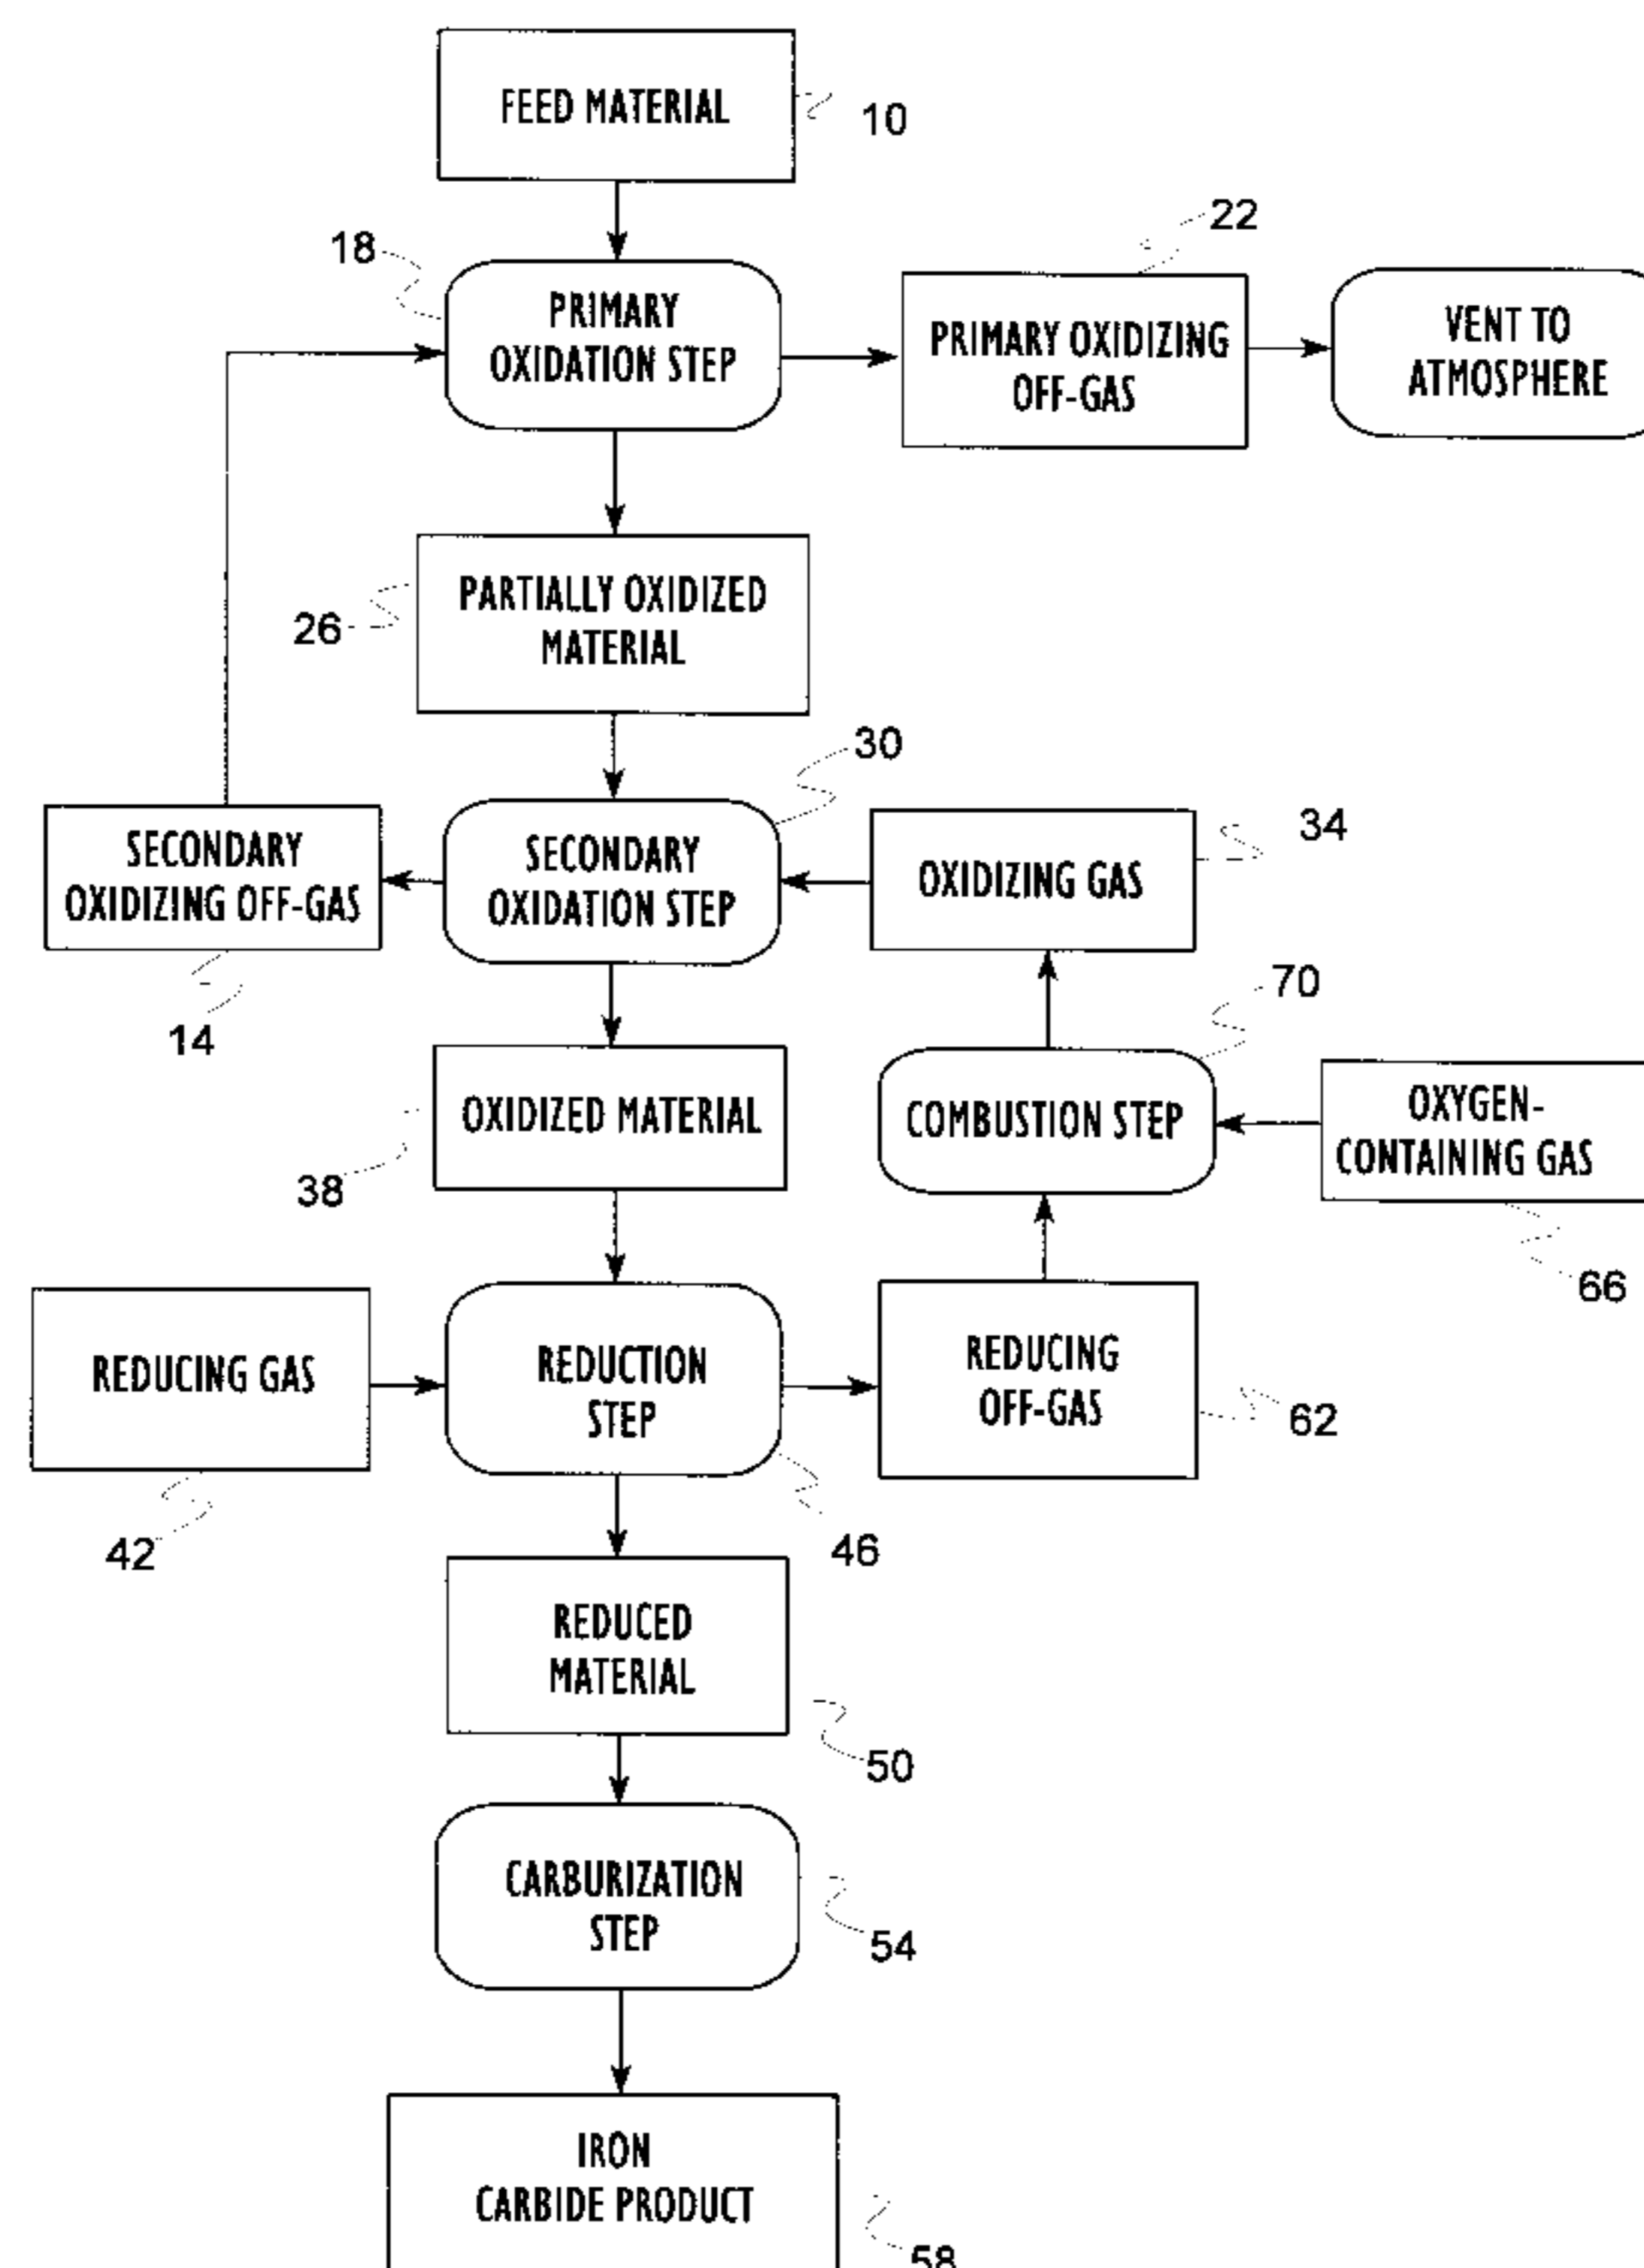 FEED MATERIAL
10
22
18
PRIMARY
OXIDATION STEP
PRIMARY OXIDIZING
OFF-GAS
VENT TO
ATMOSPHERE
PARTIALLY OXIDIZED
MATERIAL
26
30
34
SECONDARY
OXIDIZING OFF-GAS
SECONDARY
OXIDATION STEP
OXIDIZING GAS
14
70
OXIDIZED MATERIAL
COMBUSTION STEP
OXYGEN-
CONTAINING GAS
38
66
REDUCING GAS
REDUCTION
STEP
REDUCING
OFF-GAS
62
42
46
REDUCED
MATERIAL
50
CARBURIZATION
STEP
54
IRON
CARBIDE PRODUCT
58